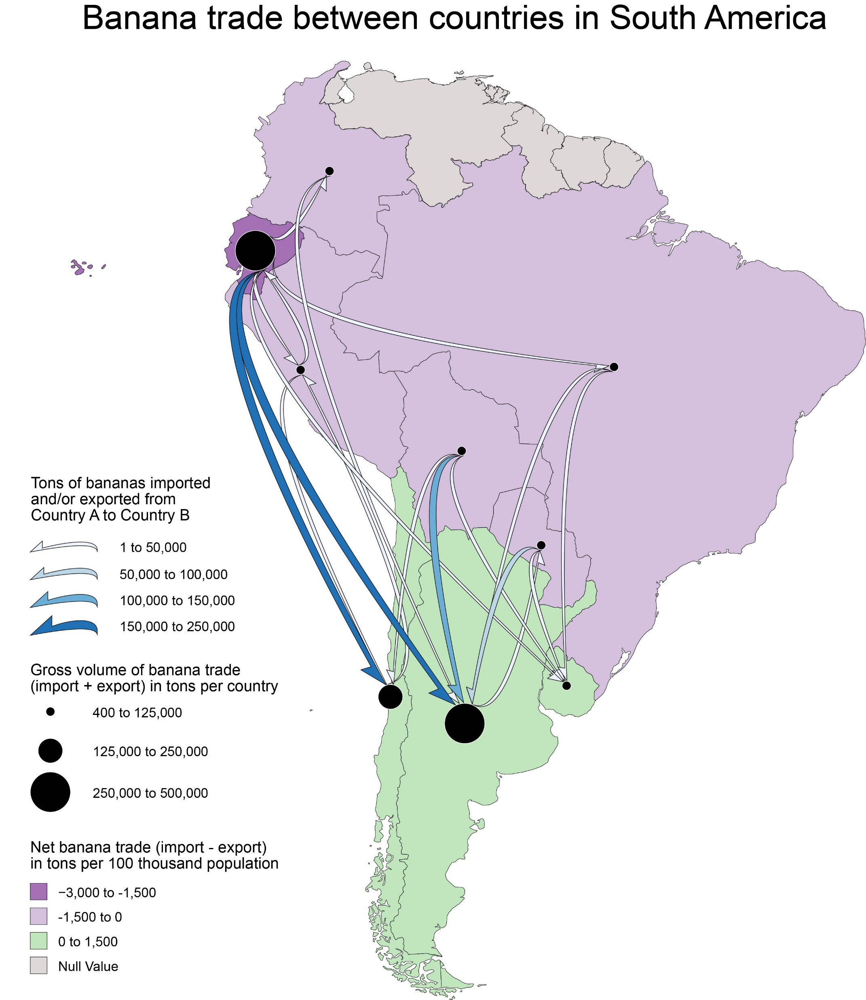 Banana trade between countries in South America
Tons of bananas imported
and/or exported from
Country A to Country B
1 to 50,000
50,000 to 100,000
100,000 to 150,000
150,000 to 250,000
Gross volume of banana trade
(import + export) in tons per country
400 to 125,000
125,000 to 250,000
250,000 to 500,000
Net banana trade (import - export)
in tons per 100 thousand population
−3,000 to -1,500
-1,500 to 0
0 to 1,500
Null Value